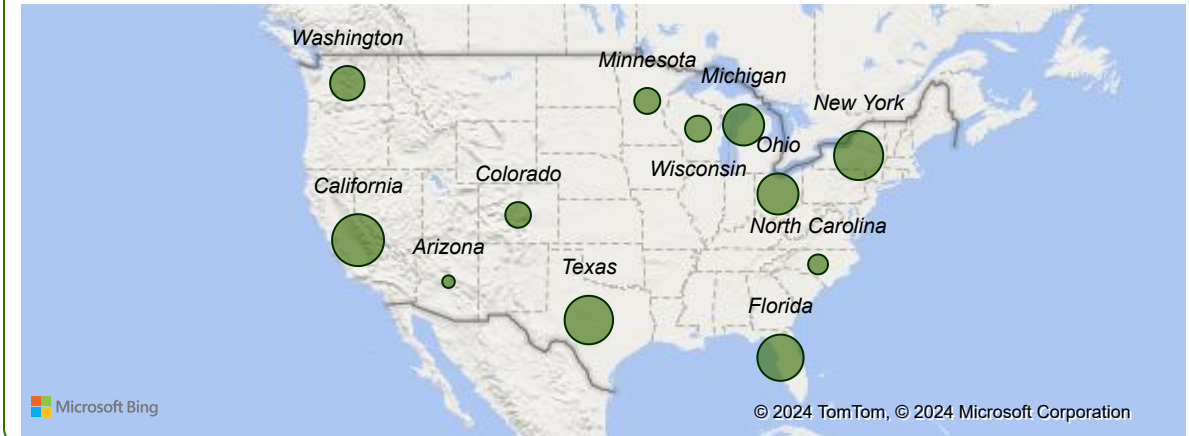 Washington
Minnesota
Michigan
New York
Ohio
Wisconsin
Colorado
California
North Carolina
Arizona
Texas
Florida
Microsoft Bing
© 2024 TomTom, © 2024 Microsoft Corporation